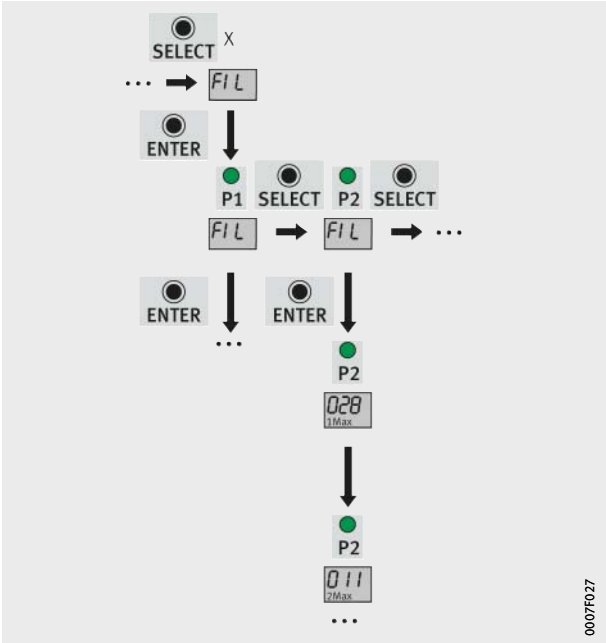 SELECT X
... FIL
ENTER
P1 SELECT P2 SELECT
FIL FIL ...
ENTER ENTER
...
P2
028
1Max
P2
011
2Max
...
0007F027